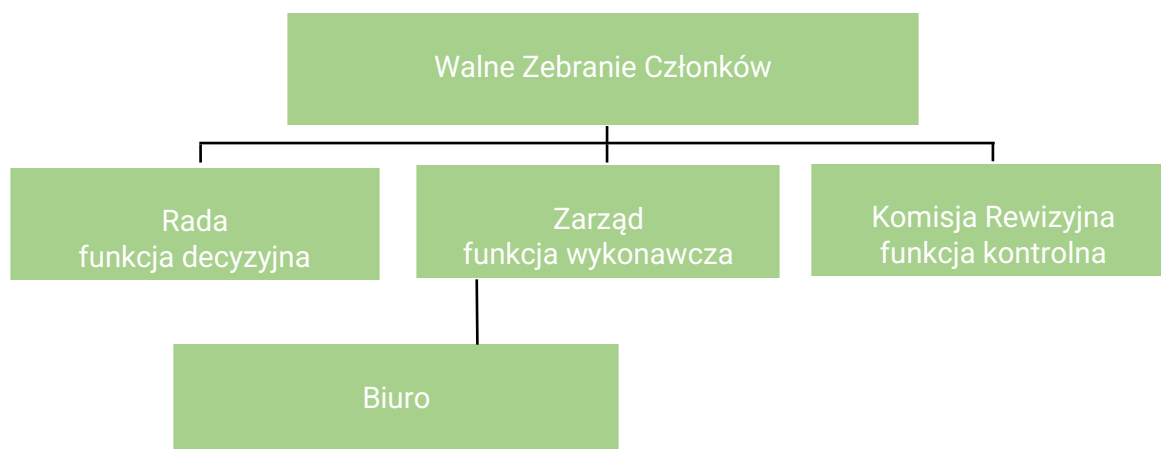 Walne Zebranie Członków
Rada
funkcja decyzyjna
Zarząd
funkcja wykonawcza
Komisja Rewizyjna
funkcja kontrolna
Biuro